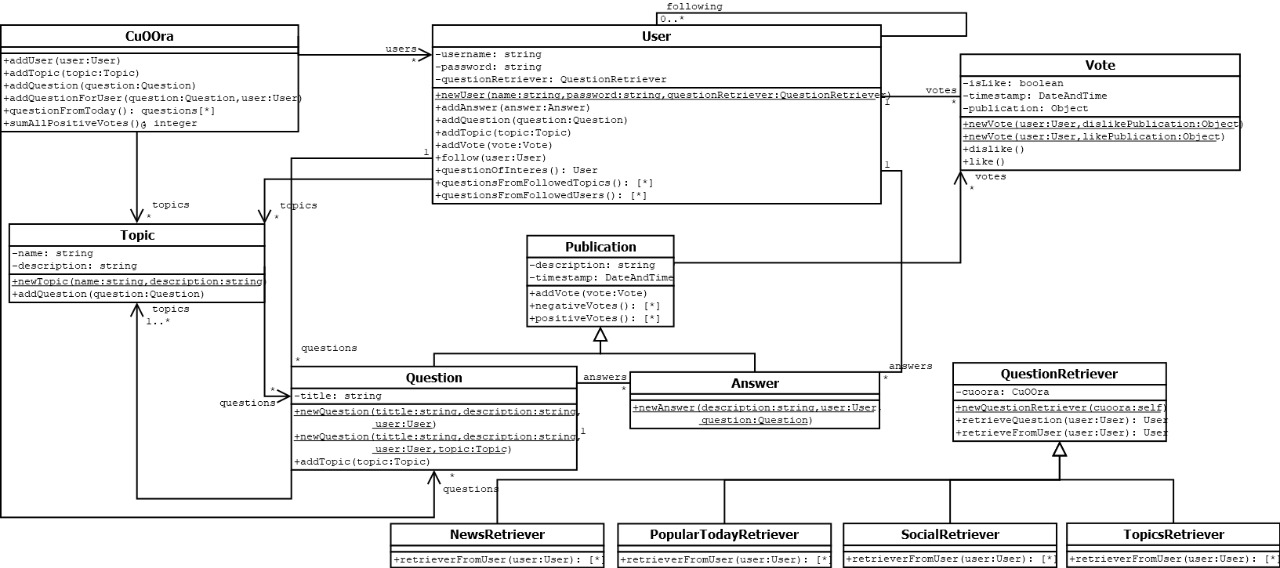 following
0..*
CuOOra
+addUser(user:User)
+addTopic(topic:Topic)
+addQuestion(question:Question)
+addQuestionForUser(question:Question,user:User)
+questionFromToday(): questions[*]
+sumAllPositiveVotes(): integer
users
*
User
-username: string
-password: string
-questionRetriever: QuestionRetriever
+newUser(name:string,password:string,questionRetriever:QuestionRetriever)
+addAnswer(answer:Answer)
+addQuestion(question:Question)
+addTopic(topic:Topic)
+addVote(vote:Vote)
+follow(user:User)
+questionOfInteres(): User
+questionsFromFollowedTopics(): [*]
+questionsFromFollowedUsers(): [*]
1
votes
*
Vote
-isLike: boolean
-timestamp: DateAndTime
-publication: Object
+newVote(user:User,dislikePublication:Object)
+newVote(user:User,likePublication:Object)
+dislike()
+like()
votes
*
1
1
topics
*
topics
*
Topic
-name: string
-description: string
+newTopic(name:string,description:string
+addQuestion(question:Question)
topics
1..*
Publication
-description: string
-timestamp: DateAndTime
+addVote(vote:Vote)
+negativeVotes(): [*]
+positiveVotes(): [*]
questions
*
*
questions
Question
-title: string
+newQuestion(tittle:string,description:string,
user:User)
+newQuestion(tittle:string,description:string,
user:User,topic:Topic)
+addTopic(topic:Topic)
1
answers
*
Answer
+newAnswer(description:string,user:User
question:Question)
answers
*
QuestionRetriever
-cuoora: CuOOra
+newQuestionRetriever(cuoora:self)
+retrieveQuestion(user:User): User
+retrieveFromUser(user:User): User
*
questions
NewsRetriever
+retrieverFromUser(user:User): [*]
PopularTodayRetriever
+retrieverFromUser(user:User): [*]
SocialRetriever
+retrieverFromUser(user:User): [*]
TopicsRetriever
+retrieverFromUser(user:User): [*]